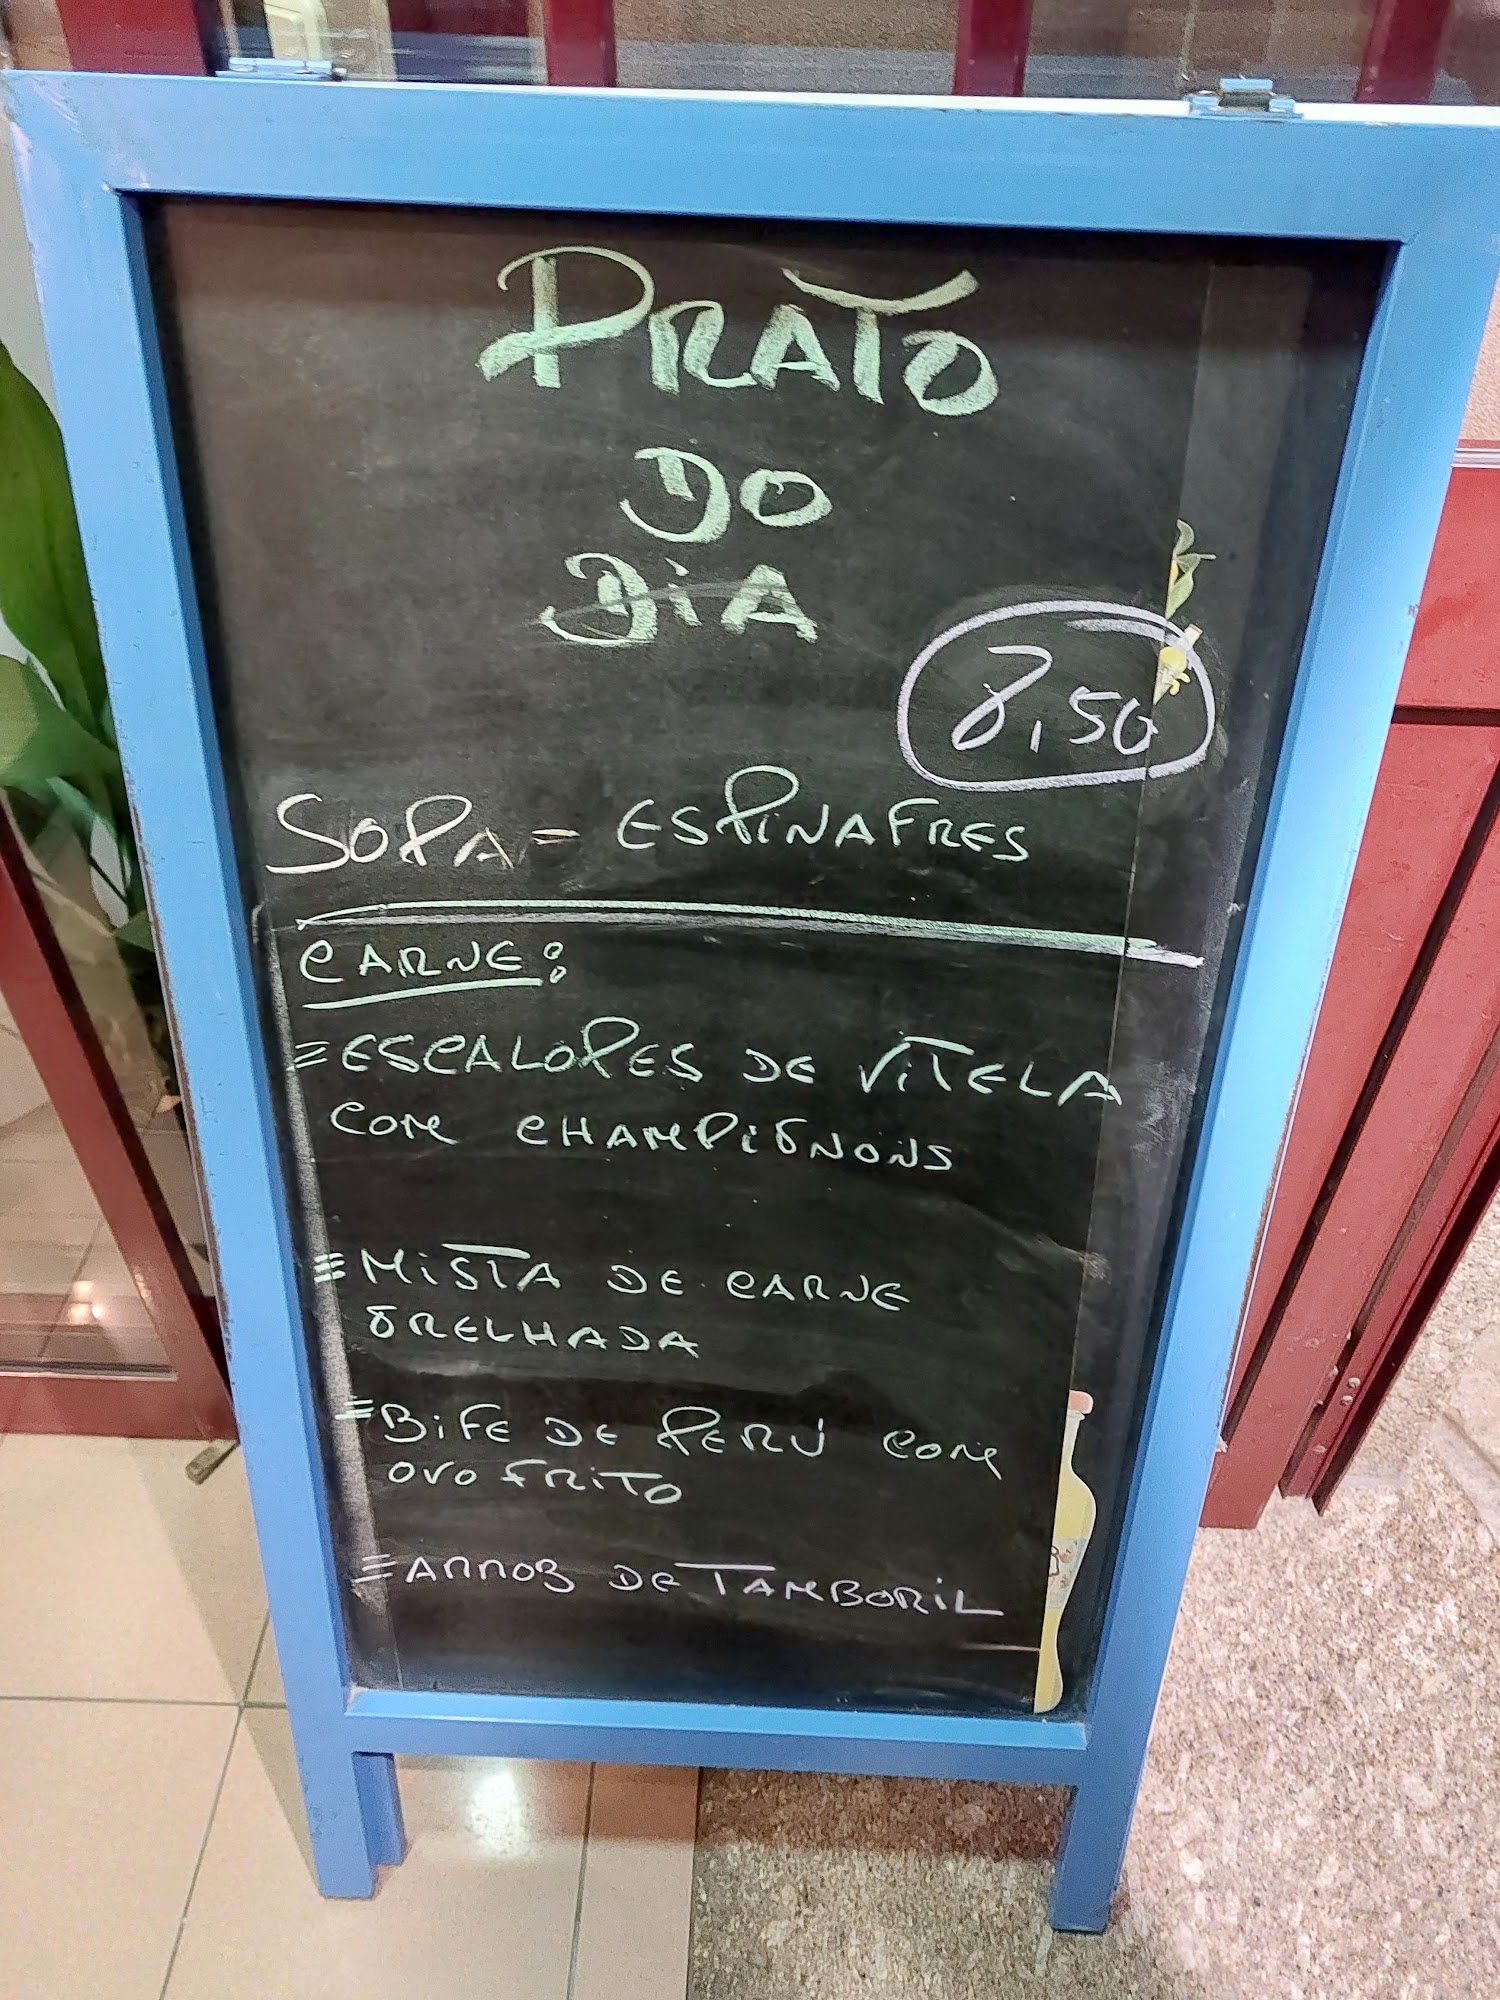 PRATO
DO
DiA
8,50
SOPA = ESPiNAFRES
CARNE:
= ESCALOPES DE ViTELA
COM CHAMPiGNONS
= MiSTA DE CARNE
GRELHADA
= BiFE DE PERÚ COM
OVO FRiTO
= ARROZ DE TAMBORiL